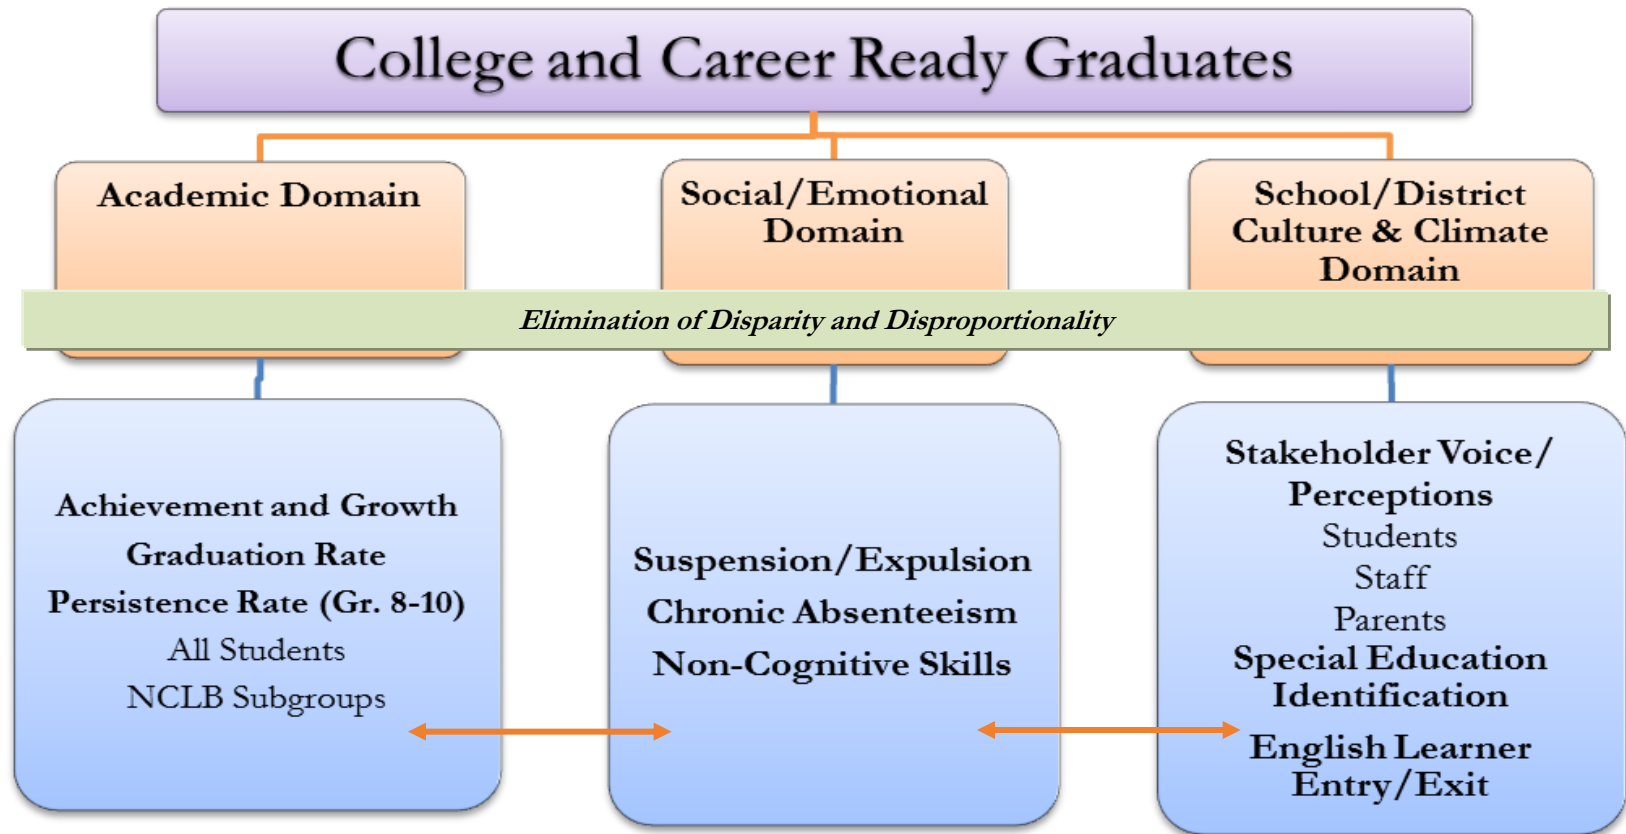 College and Career Ready Graduates
Academic Domain
Social/Emotional
Domain
School/District
Culture & Climate
Domain
Elimination of Disparity and Disproportionality
Achievement and Growth
Graduation Rate
Persistence Rate (Gr. 8-10)
All Students
NCLB Subgroups
Suspension/Expulsion
Chronic Absenteeism
Non-Cognitive Skills
Stakeholder Voice/
Perceptions
Students
Staff
Parents
Special Education
Identification
English Learner
Entry/Exit